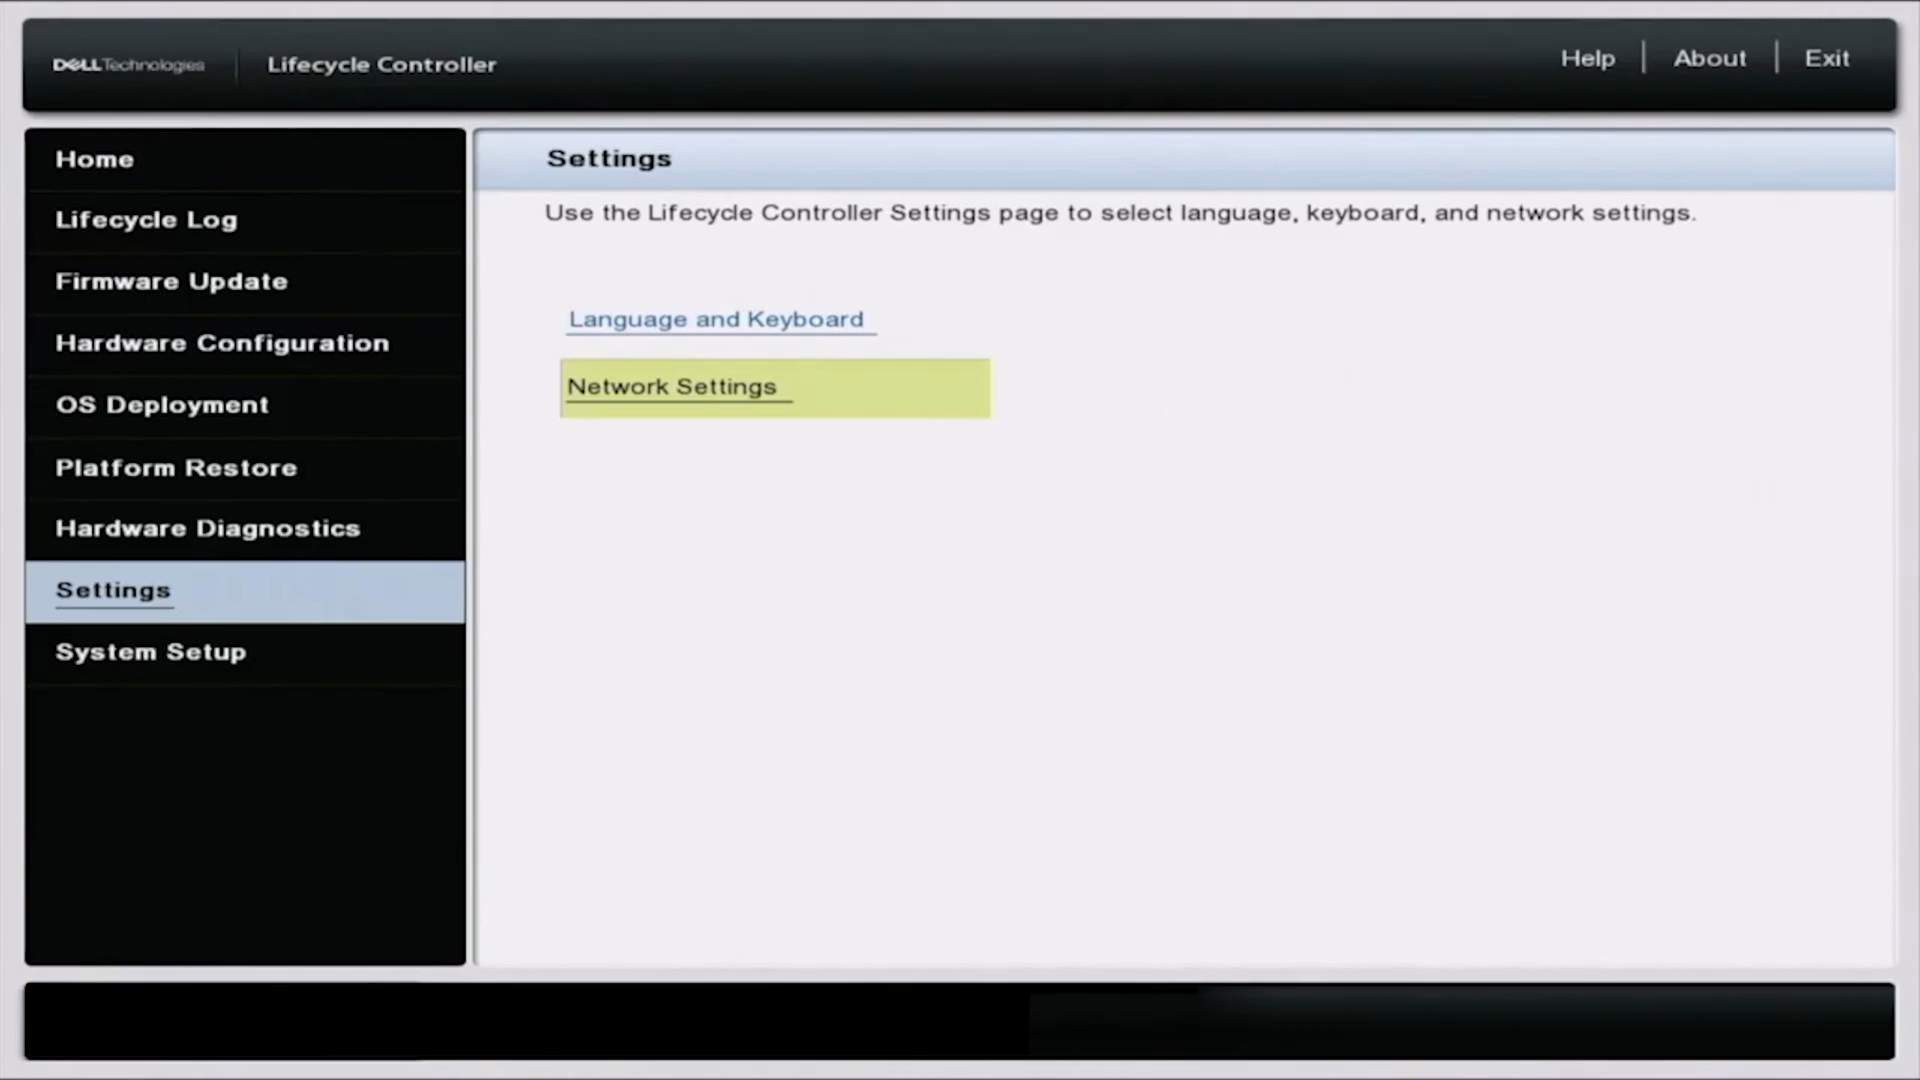 DELLTechnologies
Lifecycle Controller
Help
About
Exit
Home
Lifecycle Log
Firmware Update
Hardware Configuration
OS Deployment
Platform Restore
Hardware Diagnostics
Settings
System Setup
Settings
Use the Lifecycle Controller Settings page to select language, keyboard, and network settings.
Language and Keyboard
Network Settings